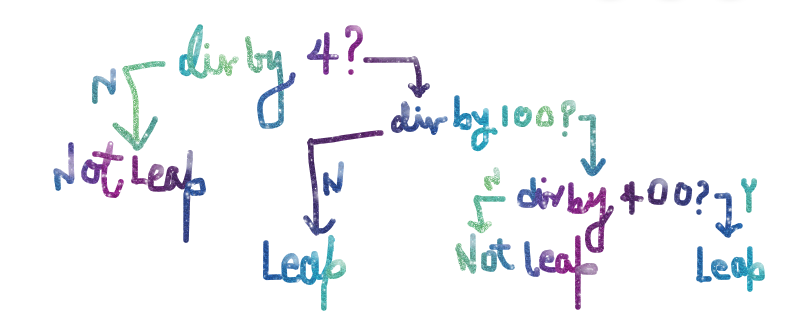 div by 4?
N
div by 100?
Not Leap
N
N
div by 400?
Y
Leap
Not Leap
Leap